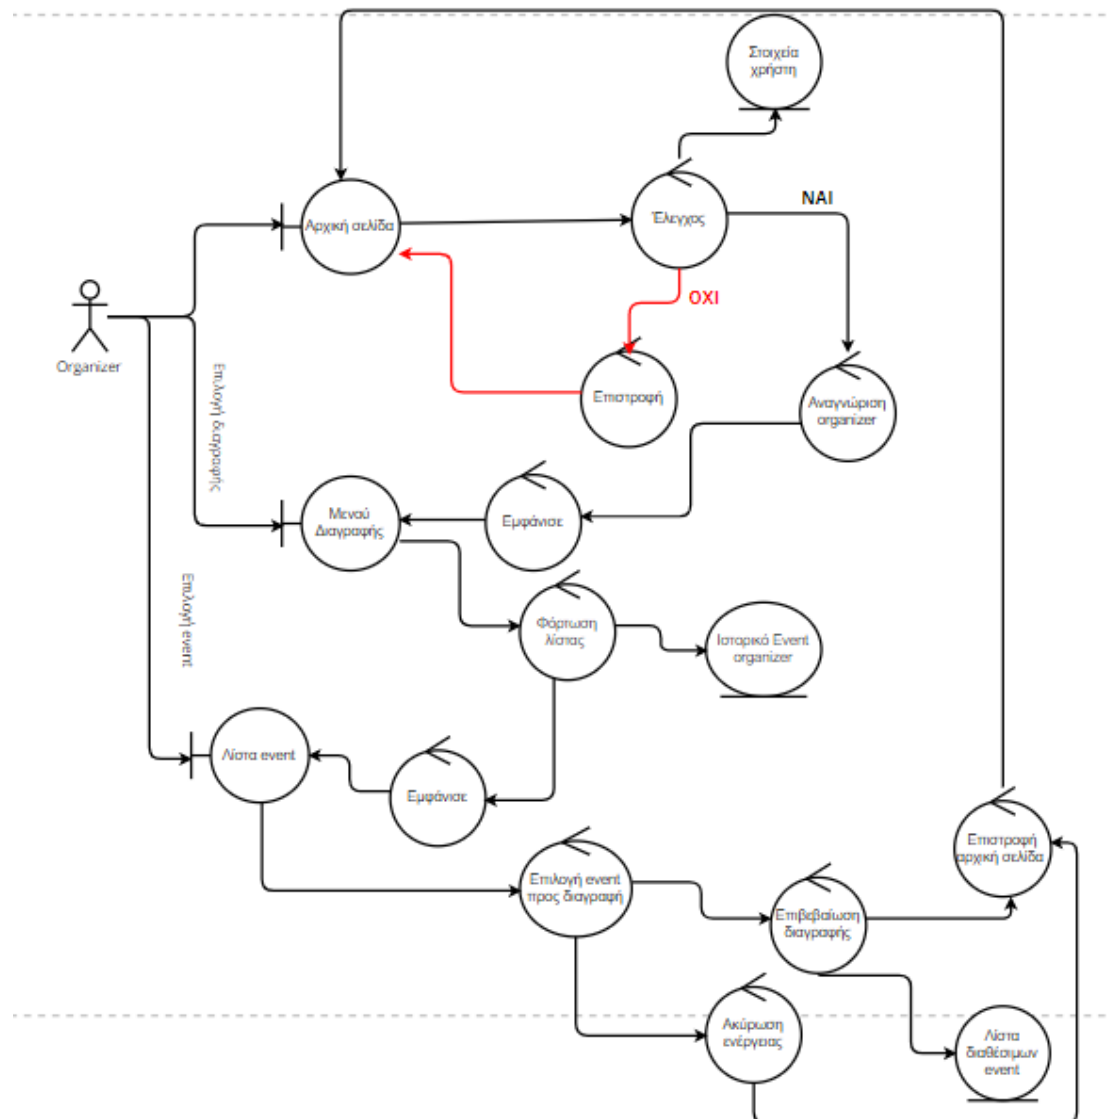 Στοιχεία
χρήστη
Αρχική σελίδα
Έλεγχος
ΝΑΙ
ΟΧΙ
Organizer
Επιλογή διαγραφής
Επιστροφή
Αναγνώριση
organizer
Μενού
Διαγραφής
Εμφάνισε
Επιλογή event
Φόρτωση
λίστας
Ιστορικό Event
organizer
Λίστα event
Εμφάνισε
Επιλογή event
προς διαγραφή
Επιβεβαίωση
διαγραφής
Επιστροφή
αρχική σελίδα
Ακύρωση
ενέργειας
Λίστα
διαθέσιμων
event